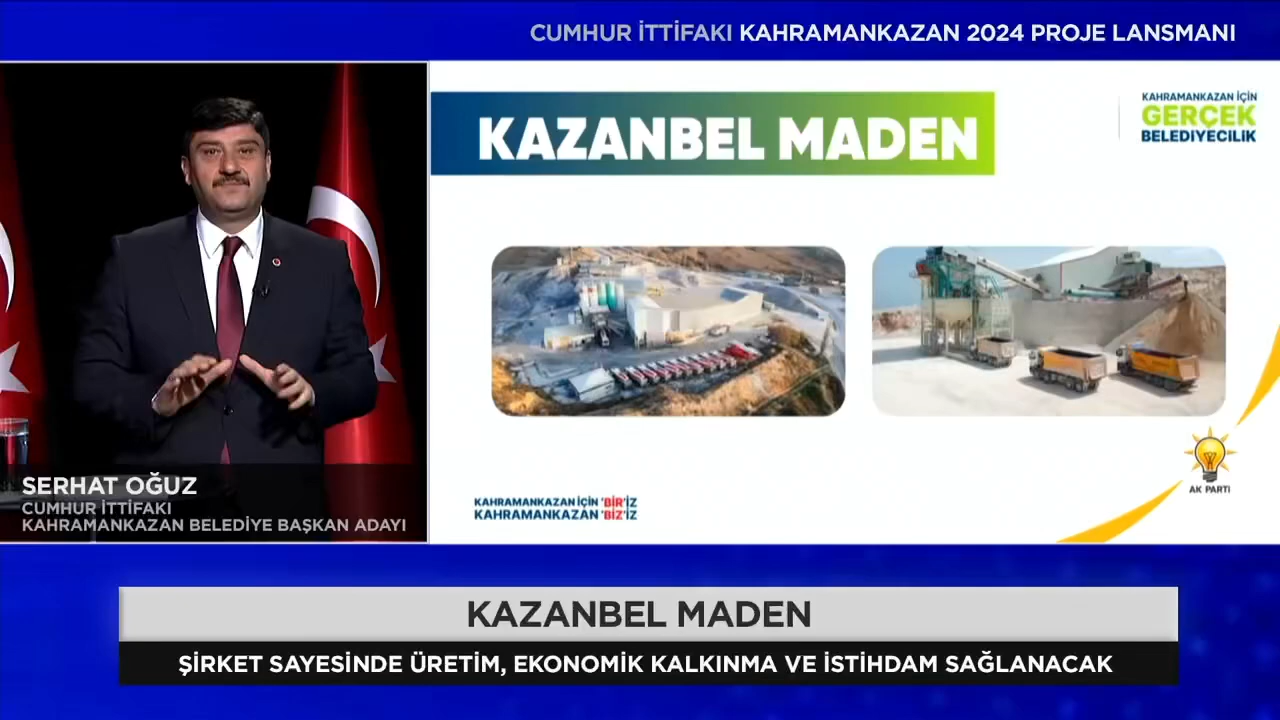 CUMHUR İTTİFAKI KAHRAMANKAZAN 2024 PROJE LANSMANI
KAZANBEL MADEN
KAHRAMANKAZAN İÇİN
GERÇEK
BELEDİYECİLİK
AK PARTİ
KAHRAMANKAZAN İÇİN 'BİR'İZ
KAHRAMANKAZAN 'BİZ'İZ
SERHAT OĞUZ
CUMHUR İTTİFAKI
KAHRAMANKAZAN BELEDİYE BAŞKAN ADAYI
KAZANBEL MADEN
ŞİRKET SAYESİNDE ÜRETİM, EKONOMİK KALKINMA VE İSTİHDAM SAĞLANACAK